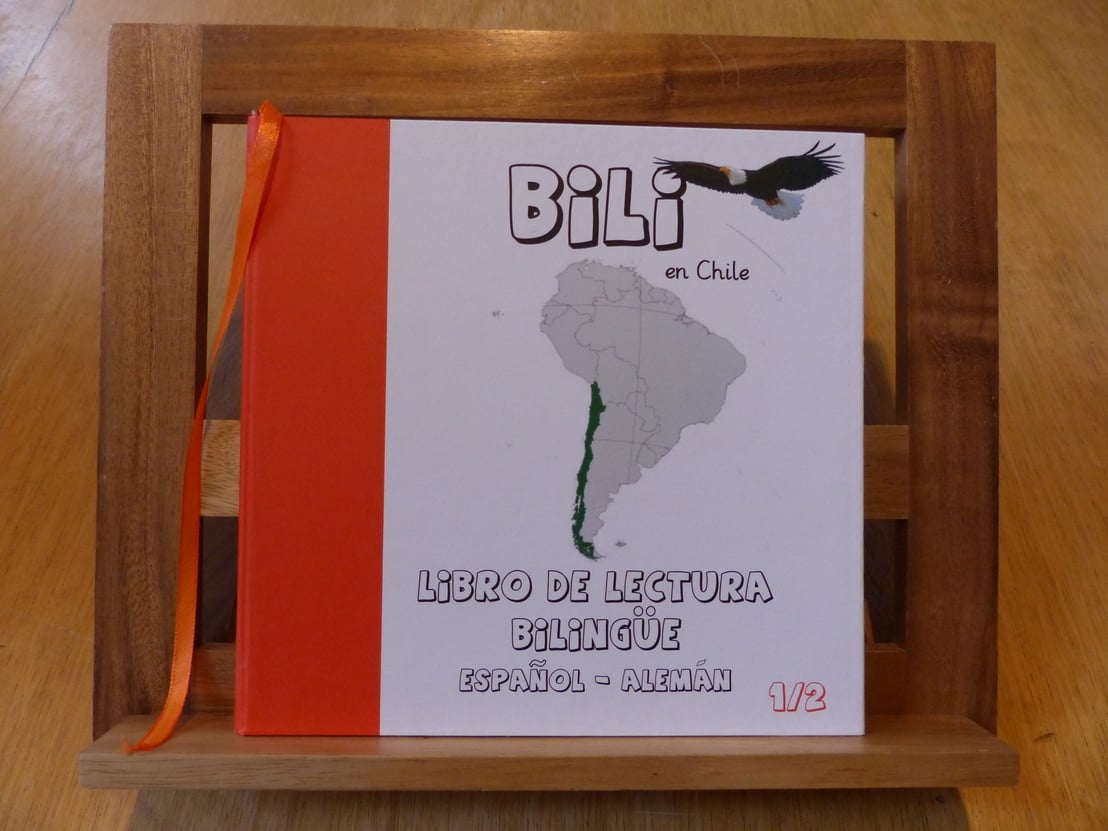 BiLi
en Chile
LiBRO DE LECTURA
BiLiNGÜE
ESPAÑOL - ALEMÁN
1/2